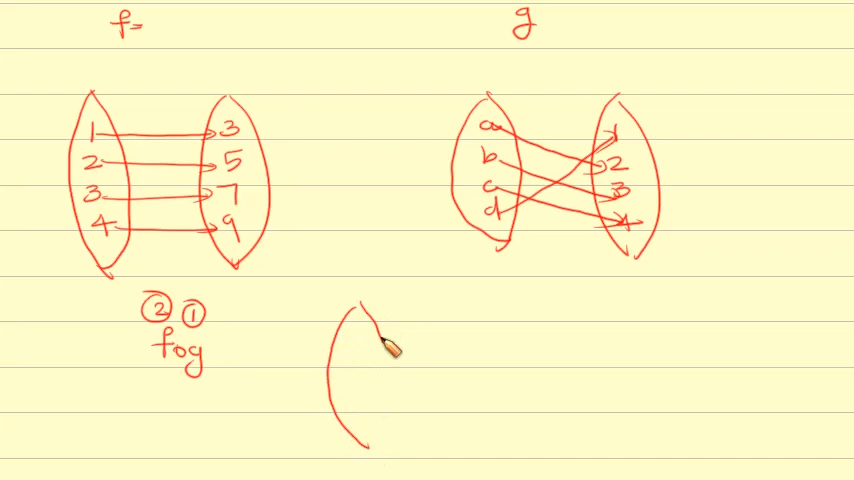 f= g
1 3 a 1
2 5 b 2
3 7 c 3
4 9 d 4
② ①
fog